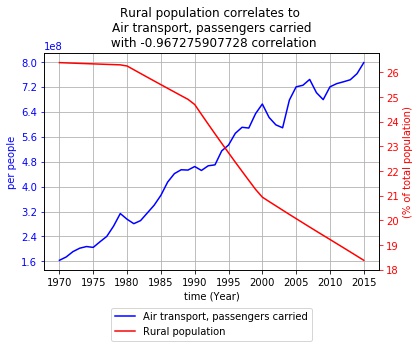 Rural population correlates to
Air transport, passengers carried
with -0.967275907728 correlation
1e8
8.0
7.2
6.4
5.6
4.8
4.0
3.2
2.4
1.6
per people
26
25
24
23
22
21
20
19
18
(% of total population)
1970 1975 1980 1985 1990 1995 2000 2005 2010 2015
time (Year)
Air transport, passengers carried
Rural population